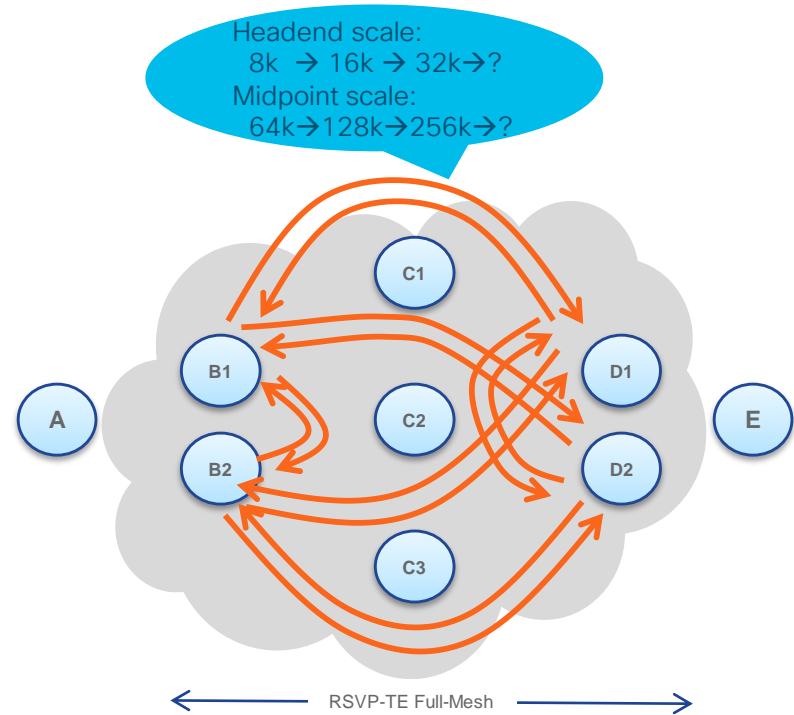 Headend scale:
8k → 16k → 32k→?
Midpoint scale:
64k→128k→256k→?
C1
B1
D1
A
C2
E
B2
D2
C3
RSVP-TE Full-Mesh